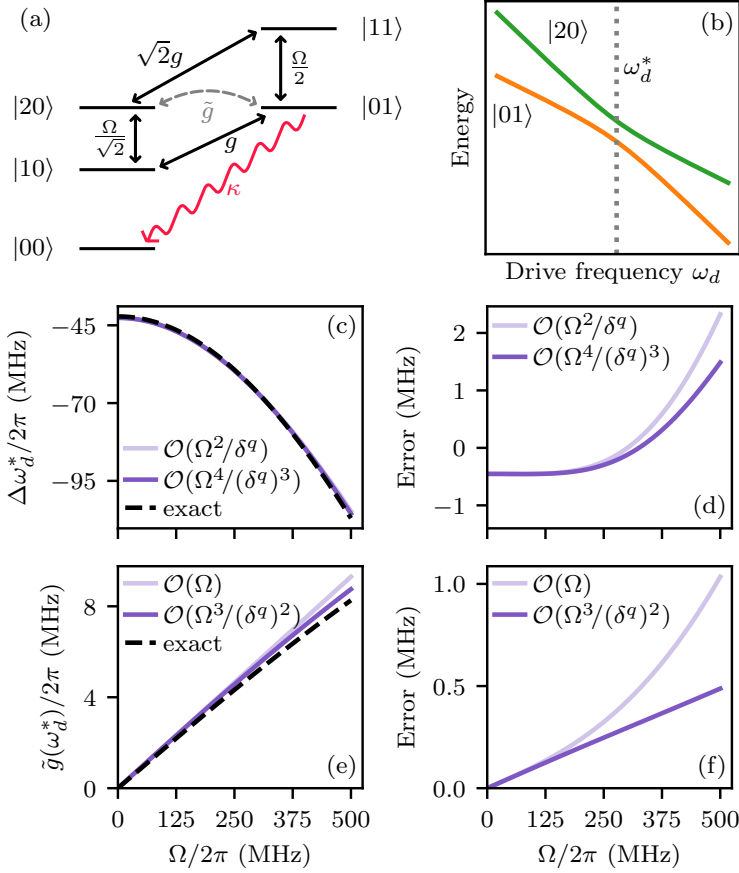 (a)
|11⟩
√2g
Ω/2
|20⟩
g̃
|01⟩
Ω/√2
g
|10⟩
κ
|00⟩
(b)
|20⟩
ω_d^*
|01⟩
Energy
Drive frequency ω_d
(c)
−45
−70
−95
Δω_d^*/2π (MHz)
O(Ω²/δ^q)
O(Ω⁴/(δ^q)³)
exact
(d)
2
1
0
−1
Error (MHz)
O(Ω²/δ^q)
O(Ω⁴/(δ^q)³)
(e)
8
4
0
g̃(ω_d^*)/2π (MHz)
O(Ω)
O(Ω³/(δ^q)²)
exact
0 125 250 375 500
Ω/2π (MHz)
(f)
1.0
0.5
0.0
Error (MHz)
O(Ω)
O(Ω³/(δ^q)²)
0 125 250 375 500
Ω/2π (MHz)